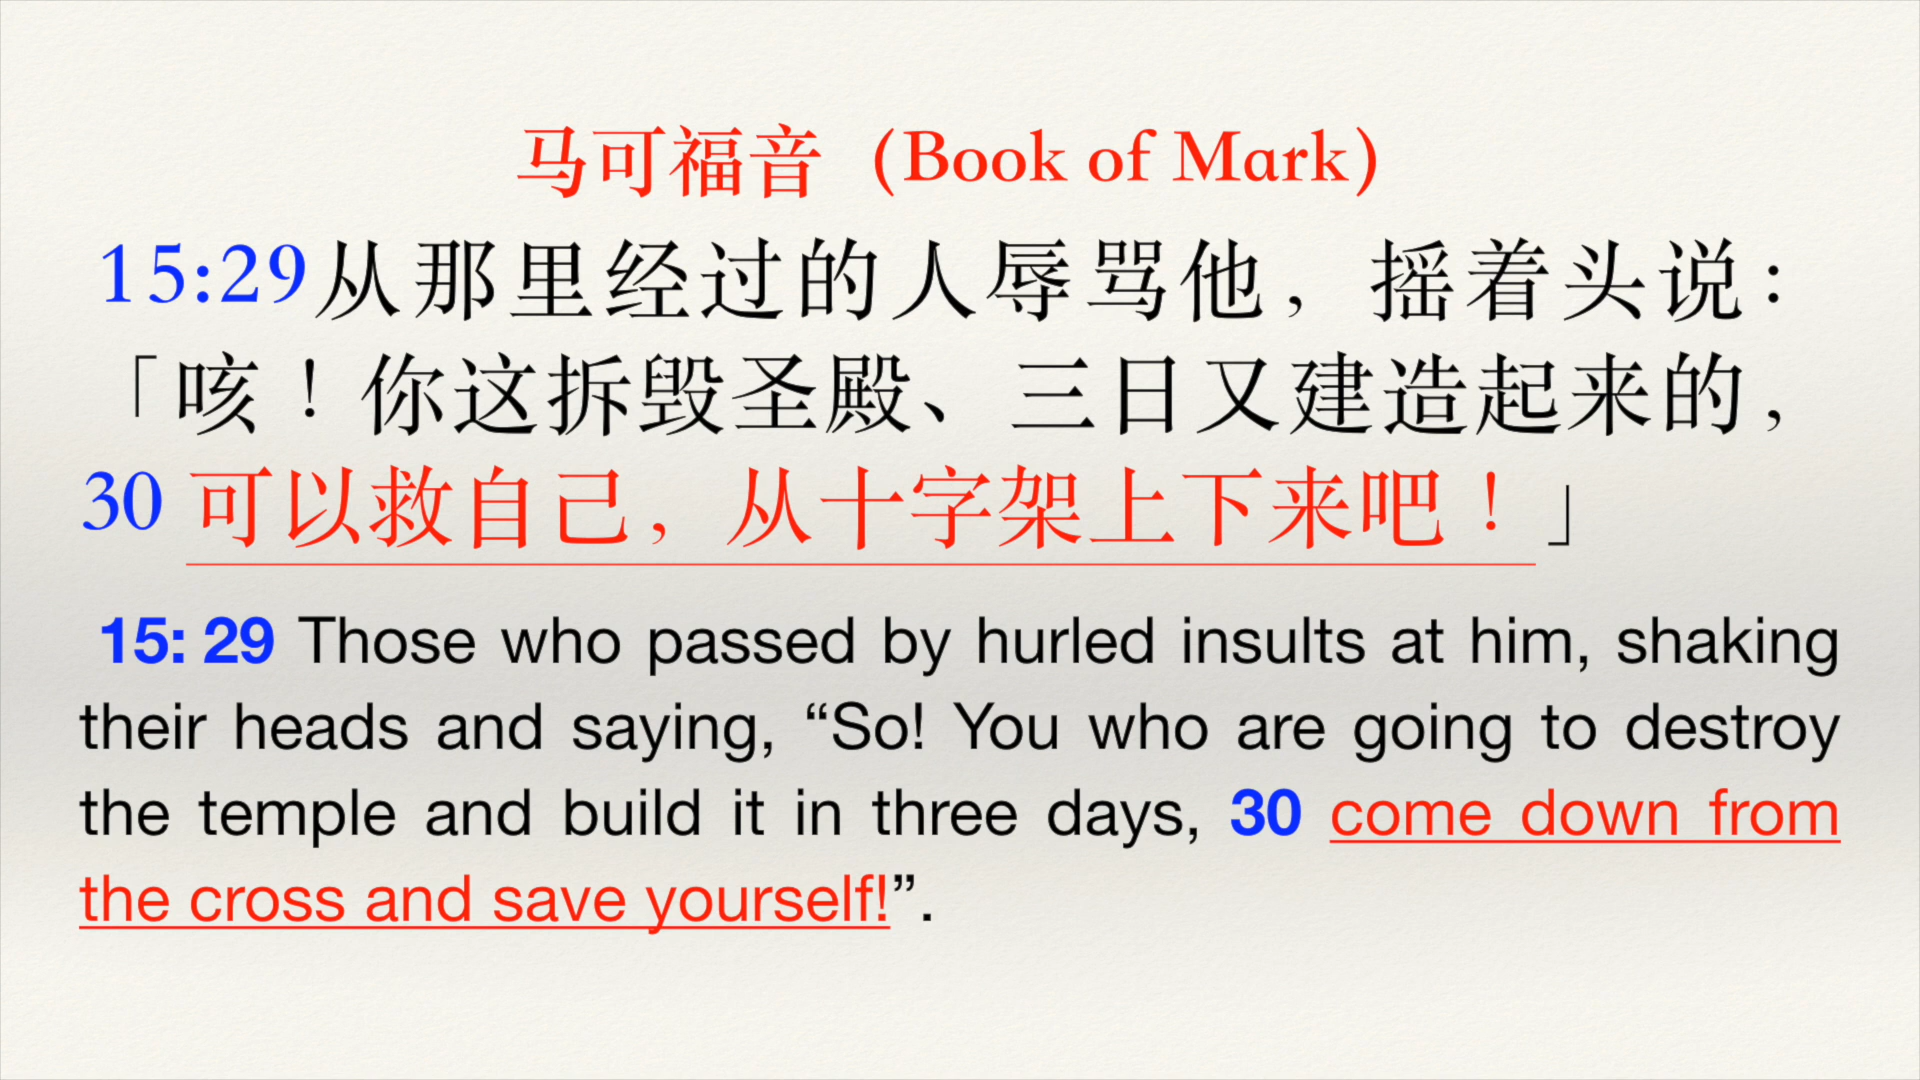 马可福音（Book of Mark）
15:29从那里经过的人辱骂他，摇着头说：
「咳！你这拆毁圣殿、三日又建造起来的，
30 可以救自己，从十字架上下来吧！」
15: 29 Those who passed by hurled insults at him, shaking
their heads and saying, “So! You who are going to destroy
the temple and build it in three days, 30 come down from
the cross and save yourself!”.